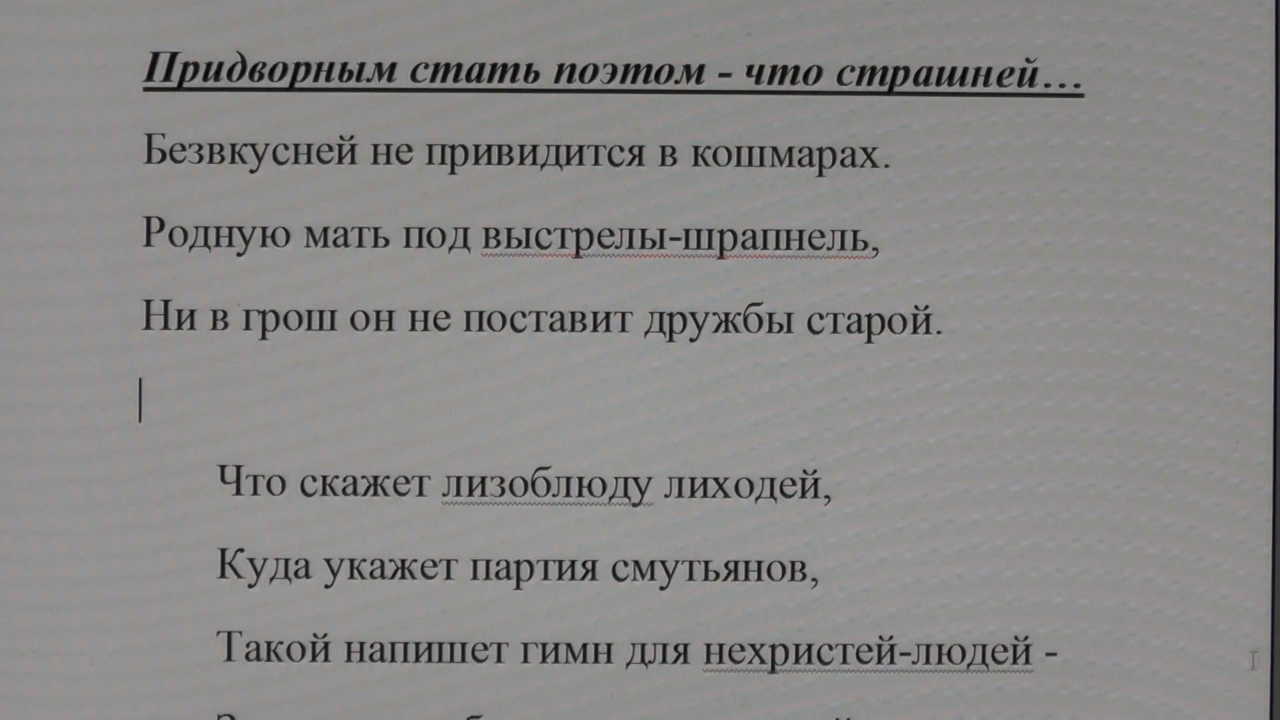 Придворным стать поэтом - что страшней…
Безвкусней не привидится в кошмарах.
Родную мать под выстрелы-шрапнель,
Ни в грош он не поставит дружбы старой.
Что скажет лизоблюду лиходей,
Куда укажет партия смутьянов,
Такой напишет гимн для нехристей-людей -